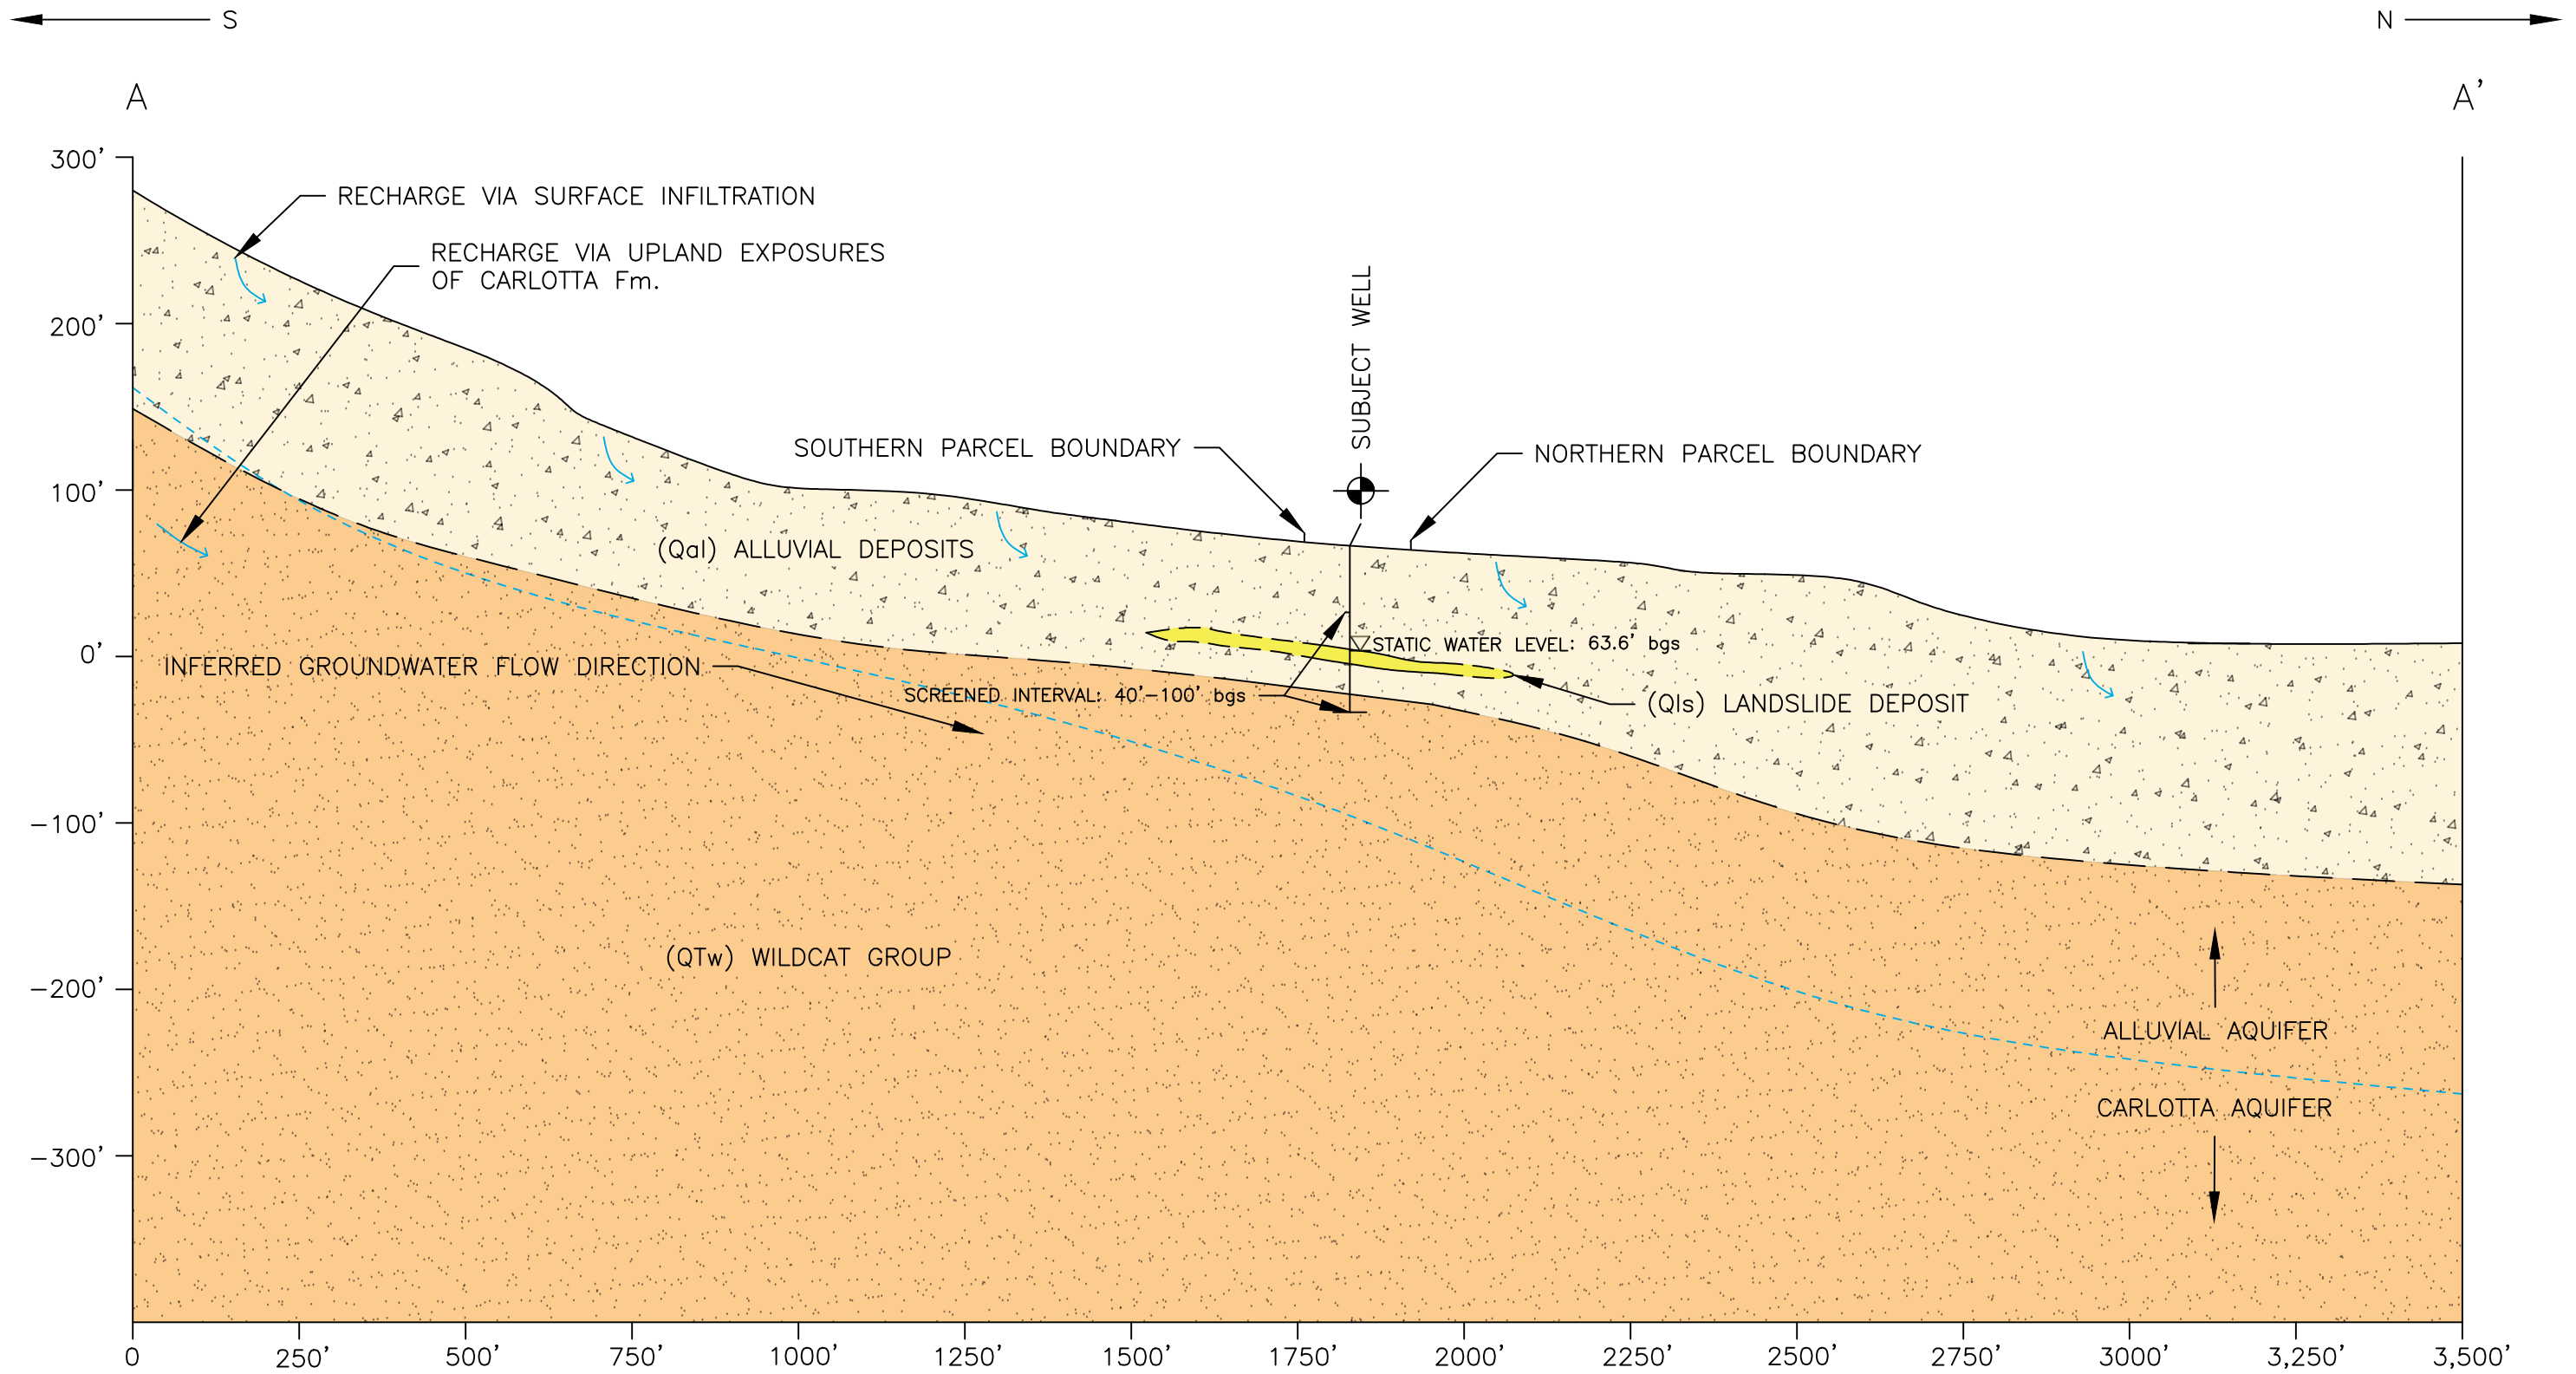 S
N
A
A'
300'
RECHARGE VIA SURFACE INFILTRATION
RECHARGE VIA UPLAND EXPOSURES
OF CARLOTTA Fm.
200'
SUBJECT WELL
SOUTHERN PARCEL BOUNDARY
NORTHERN PARCEL BOUNDARY
100'
(Qal) ALLUVIAL DEPOSITS
0'
STATIC WATER LEVEL: 63.6' bgs
INFERRED GROUNDWATER FLOW DIRECTION
SCREENED INTERVAL: 40'-100' bgs
(Qls) LANDSLIDE DEPOSIT
-100'
(QTw) WILDCAT GROUP
-200'
ALLUVIAL AQUIFER
CARLOTTA AQUIFER
-300'
0
250'
500'
750'
1000'
1250'
1500'
1750'
2000'
2250'
2500'
2750'
3000'
3,250'
3,500'